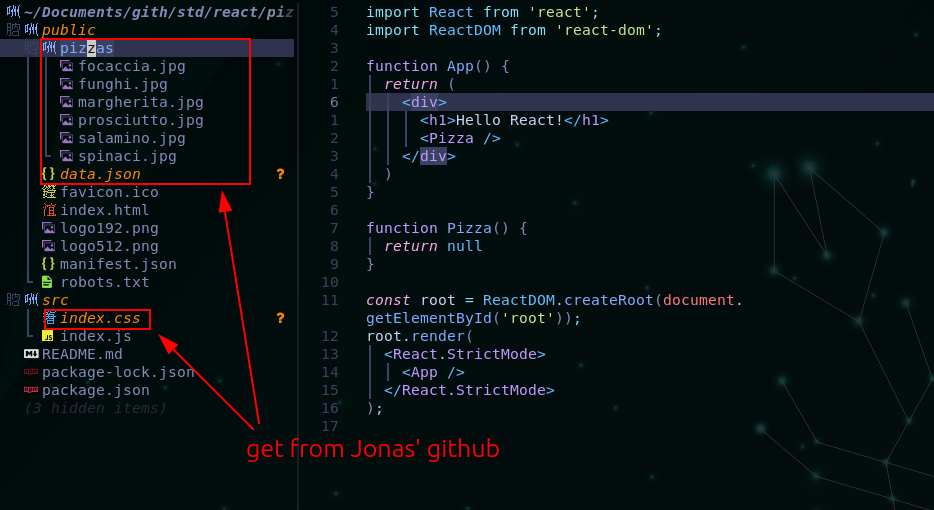 ~/Documents/gith/std/react/piz
public
pizzas
focaccia.jpg
funghi.jpg
margherita.jpg
prosciutto.jpg
salamino.jpg
spinaci.jpg
{} data.json ?
favicon.ico
index.html
logo192.png
logo512.png
{} manifest.json
robots.txt
src
index.css ?
JS index.js
README.md
package-lock.json
package.json
(3 hidden items)
5 import React from 'react';
4 import ReactDOM from 'react-dom';
3
2 function App() {
1 return (
6 <div>
1 <h1>Hello React!</h1>
2 <Pizza />
3 </div>
4 )
5 }
6
7 function Pizza() {
8 return null
9 }
10
11 const root = ReactDOM.createRoot(document.
getElementById('root'));
12 root.render(
13 <React.StrictMode>
14 <App />
15 </React.StrictMode>
16 );
17
get from Jonas' github